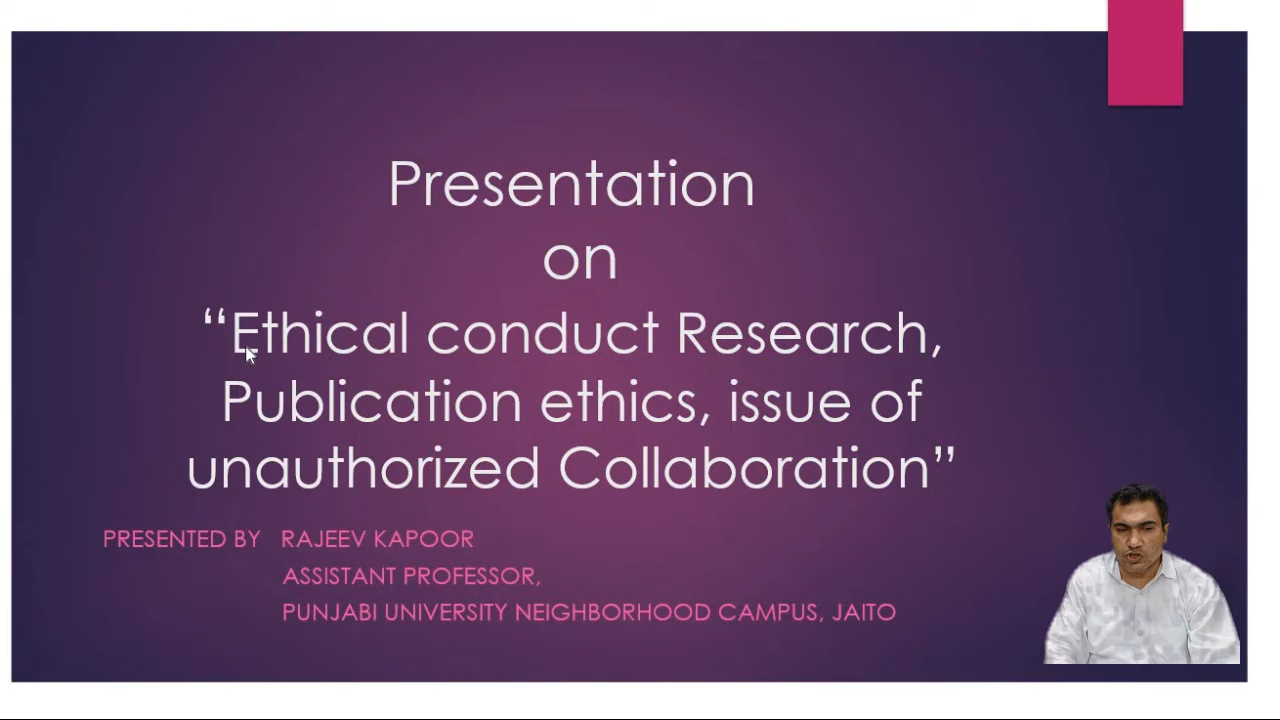 Presentation
on
“Ethical conduct Research,
Publication ethics, issue of
unauthorized Collaboration”
PRESENTED BY RAJEEV KAPOOR
ASSISTANT PROFESSOR,
PUNJABI UNIVERSITY NEIGHBORHOOD CAMPUS, JAITO